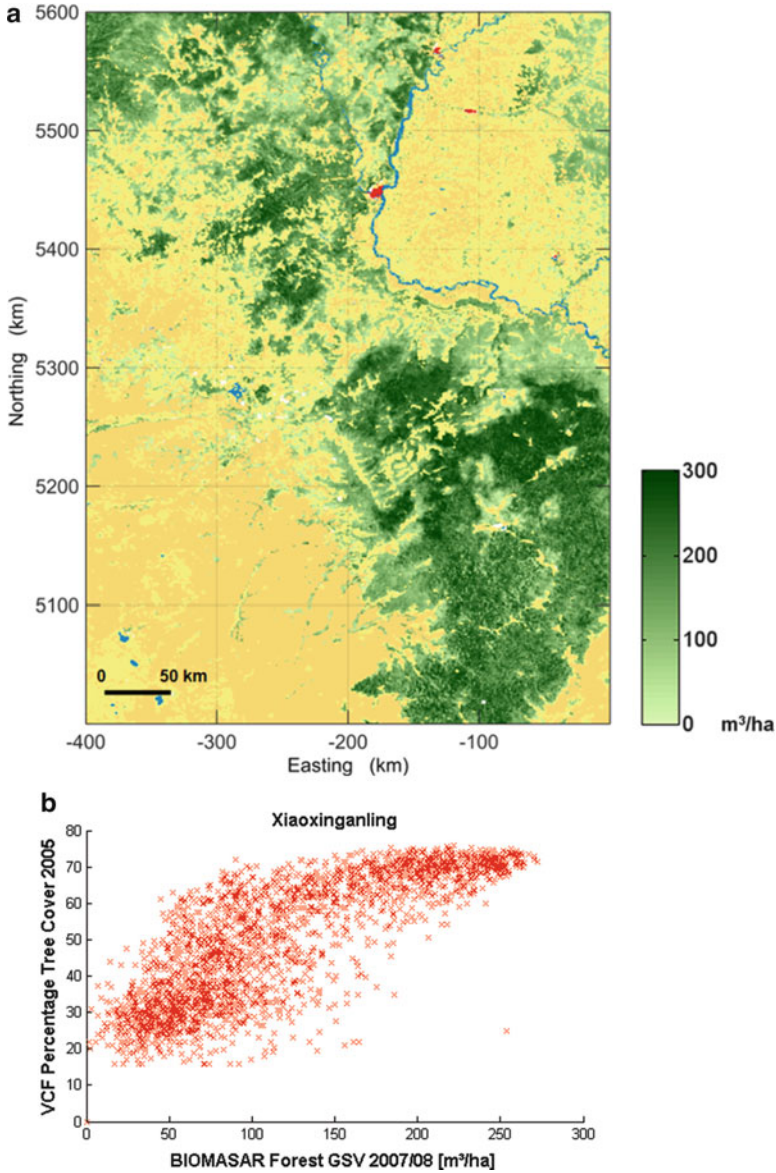 a
5600
5500
5400
5300
5200
5100
Northing (km)
0 50 km
-400 -300 -200 -100
Easting (km)
300
200
100
0 m³/ha
b
Xiaoxinganling
80
70
60
50
40
30
20
10
0
VCF Percentage Tree Cover 2005
0 50 100 150 200 250 300
BIOMASAR Forest GSV 2007/08 [m³/ha]